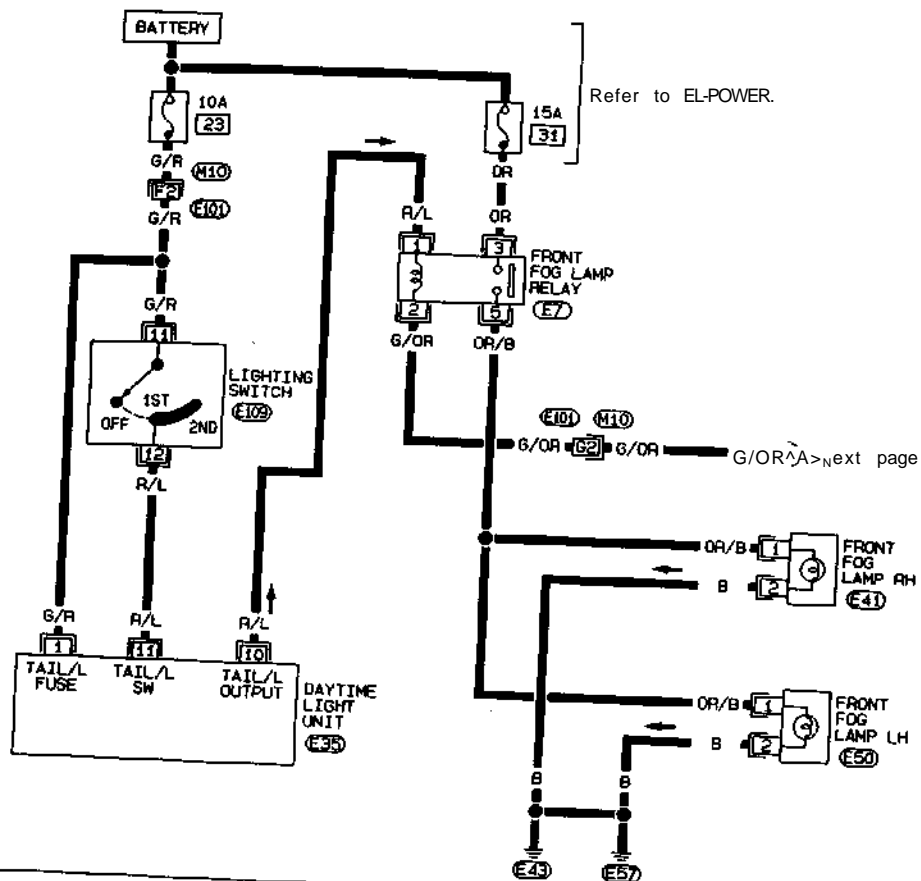 BATTERY
10A
23
15A
31
Refer to EL-POWER.
G/R
M10
F2
E101
G/R
OR
R/L
OR
1
3
FRONT
FOG LAMP
RELAY
E7
2
5
G/OR
OR/B
G/R
11
LIGHTING
SWITCH
E109
OFF
1ST
2ND
12
R/L
E101
M10
G/OR
G2
G/OR
G/OR^A>Next page
OR/B
1
FRONT
FOG
LAMP RH
E41
B
2
G/R
R/L
R/L
1
11
10
TAIL/L
FUSE
TAIL/L
SW
TAIL/L
OUTPUT
DAYTIME
LIGHT
UNIT
E35
OR/B
1
FRONT
FOG
LAMP LH
E50
B
2
B
B
E43
E57